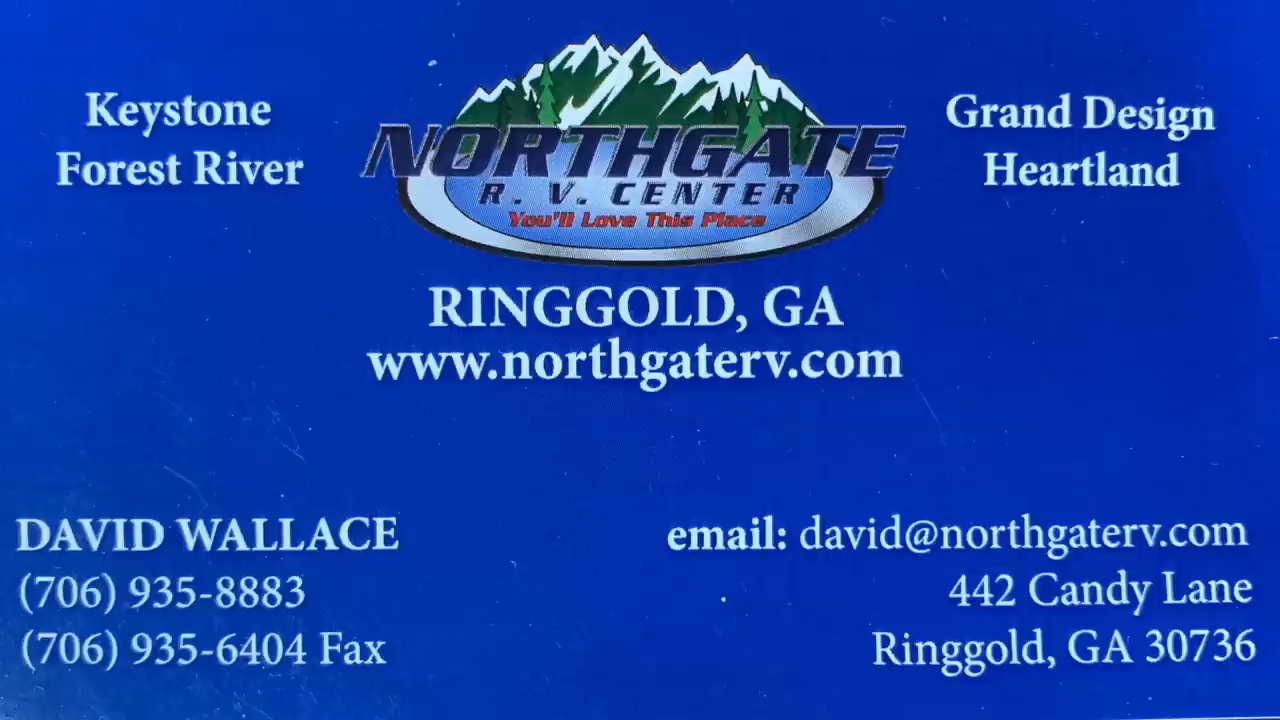 Keystone
Forest River
NORTHGATE
R. V. CENTER
You'll Love This Place
Grand Design
Heartland
RINGGOLD, GA
www.northgaterv.com
DAVID WALLACE
(706) 935-8883
(706) 935-6404 Fax
email: david@northgaterv.com
442 Candy Lane
Ringgold, GA 30736